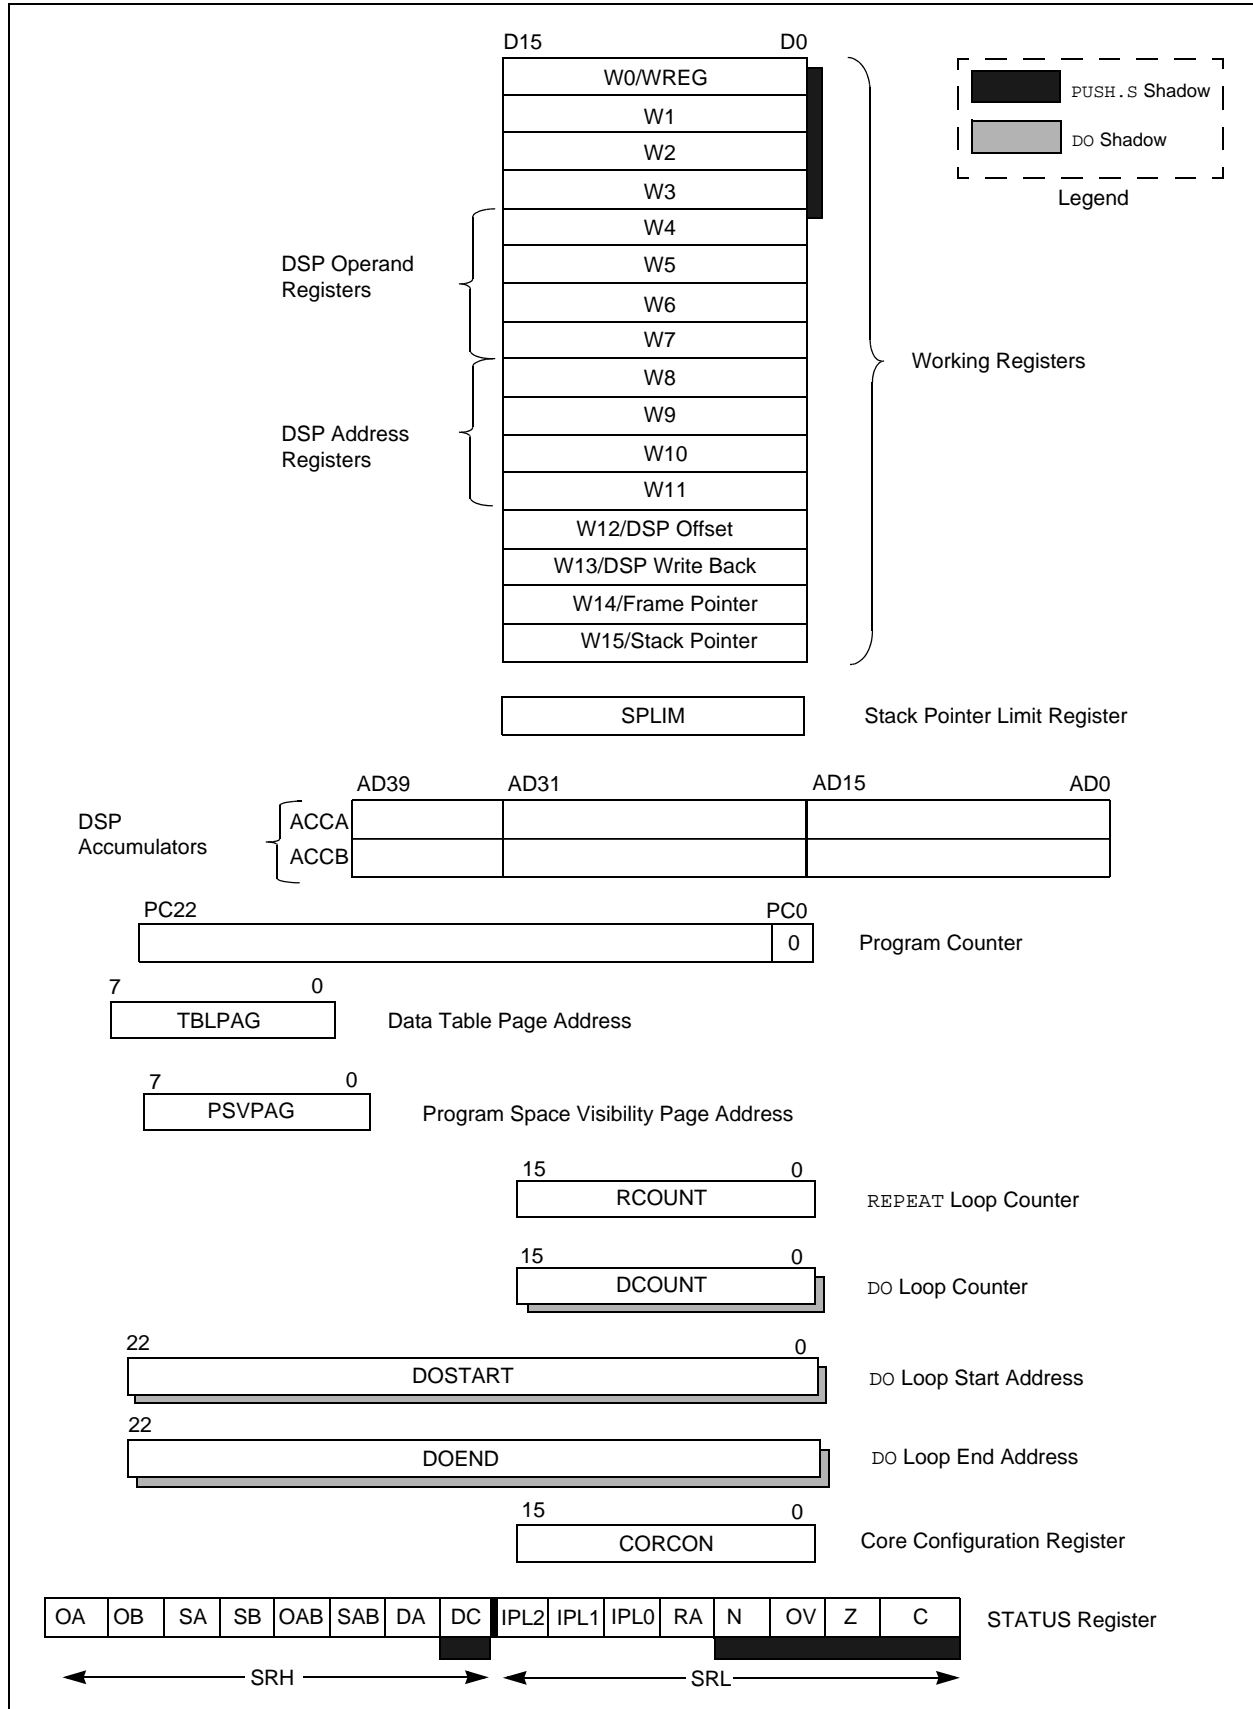 D15 D0
W0/WREG
W1
W2
W3
W4
W5
W6
W7
W8
W9
W10
W11
W12/DSP Offset
W13/DSP Write Back
W14/Frame Pointer
W15/Stack Pointer
PUSH.S Shadow
DO Shadow
Legend
DSP Operand
Registers
DSP Address
Registers
Working Registers
SPLIM Stack Pointer Limit Register
AD39 AD31 AD15 AD0
DSP
Accumulators
ACCA
ACCB
PC22 PC0
0 Program Counter
7 0
TBLPAG Data Table Page Address
7 0
PSVPAG Program Space Visibility Page Address
15 0
RCOUNT REPEAT Loop Counter
15 0
DCOUNT DO Loop Counter
22 0
DOSTART DO Loop Start Address
22
DOEND DO Loop End Address
15 0
CORCON Core Configuration Register
OA OB SA SB OAB SAB DA DC IPL2 IPL1 IPL0 RA N OV Z C STATUS Register
SRH SRL